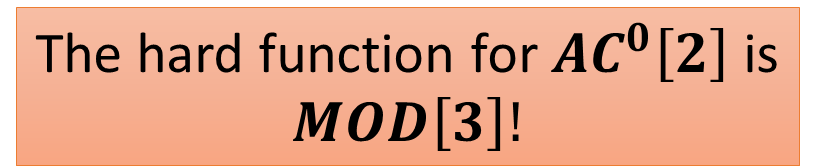 The hard function for AC⁰[2] is
MOD[3]!